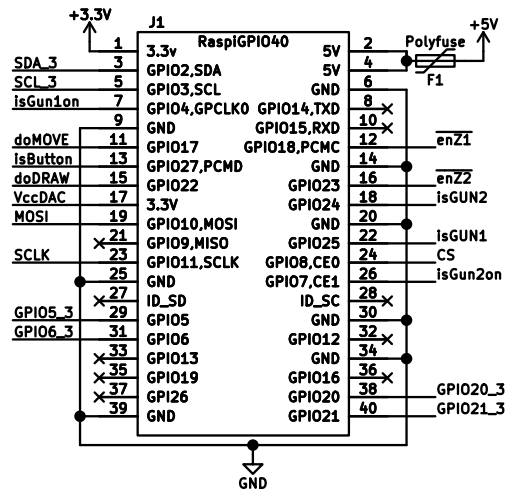 +3.3V
J1
RaspiGPIO40
+5V
Polyfuse
F1
1 3.3v 5V 2
SDA_3 3 GPIO2,SDA 5V 4
SCL_3 5 GPIO3,SCL GND 6
isGun1on 7 GPIO4,GPCLK0 GPIO14,TXD 8
9 GND GPIO15,RXD 10
doMOVE 11 GPIO17 GPIO18,PCMC 12 enZ1
isButton 13 GPIO27,PCMD GND 14
doDRAW 15 GPIO22 GPIO23 16 enZ2
VccDAC 17 3.3V GPIO24 18 isGUN2
MOSI 19 GPIO10,MOSI GND 20
21 GPIO9,MISO GPIO25 22 isGUN1
SCLK 23 GPIO11,SCLK GPIO8,CE0 24 CS
25 GND GPIO7,CE1 26 isGun2on
27 ID_SD ID_SC 28
GPIO5_3 29 GPIO5 GND 30
GPIO6_3 31 GPIO6 GPIO12 32
33 GPIO13 GND 34
35 GPIO19 GPIO16 36
37 GPI26 GPIO20 38 GPIO20_3
39 GND GPIO21 40 GPIO21_3
GND